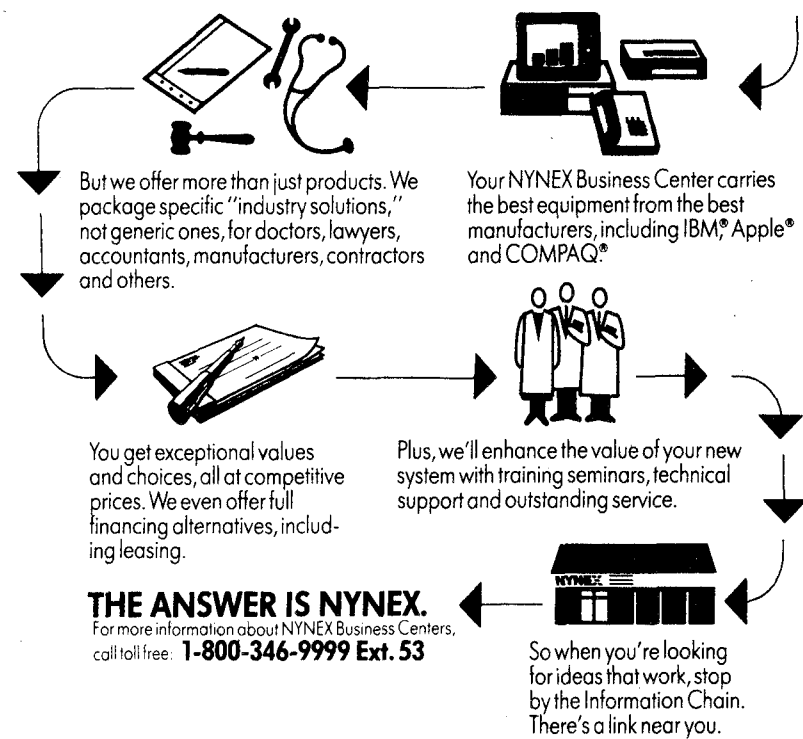 Your NYNEX Business Center carries
the best equipment from the best
manufacturers, including IBM,® Apple®
and COMPAQ.®
But we offer more than just products. We
package specific "industry solutions,"
not generic ones, for doctors, lawyers,
accountants, manufacturers, contractors
and others.
You get exceptional values
and choices, all at competitive
prices. We even offer full
financing alternatives, includ-
ing leasing.
Plus, we'll enhance the value of your new
system with training seminars, technical
support and outstanding service.
NYNEX
So when you're looking
for ideas that work, stop
by the Information Chain.
There's a link near you.
THE ANSWER IS NYNEX.
For more information about NYNEX Business Centers,
call toll free: 1-800-346-9999 Ext. 53